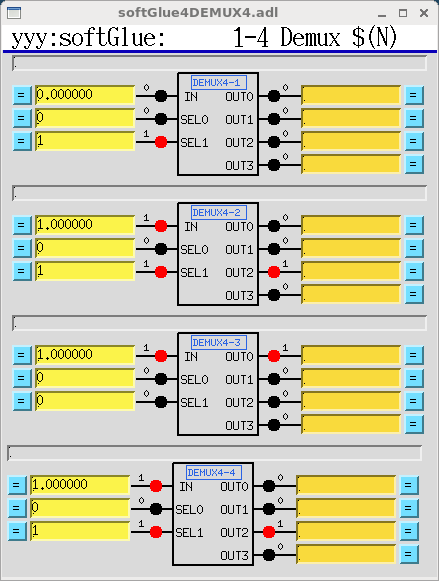 softGlue4DEMUX4.adl
yyy:softGlue: 1-4 Demux $(N)
DEMUX4-1
= 0.000000 0 IN OUT0 0 =
= 0 0 SEL0 OUT1 0 =
= 1 1 SEL1 OUT2 0 =
OUT3 0 =
DEMUX4-2
= 1.000000 1 IN OUT0 0 =
= 0 0 SEL0 OUT1 0 =
= 1 1 SEL1 OUT2 1 =
OUT3 0 =
DEMUX4-3
= 1.000000 1 IN OUT0 1 =
= 0 0 SEL0 OUT1 0 =
= 0 0 SEL1 OUT2 0 =
OUT3 0 =
DEMUX4-4
= 1.000000 1 IN OUT0 0 =
= 0 0 SEL0 OUT1 0 =
= 1 1 SEL1 OUT2 1 =
OUT3 0 =